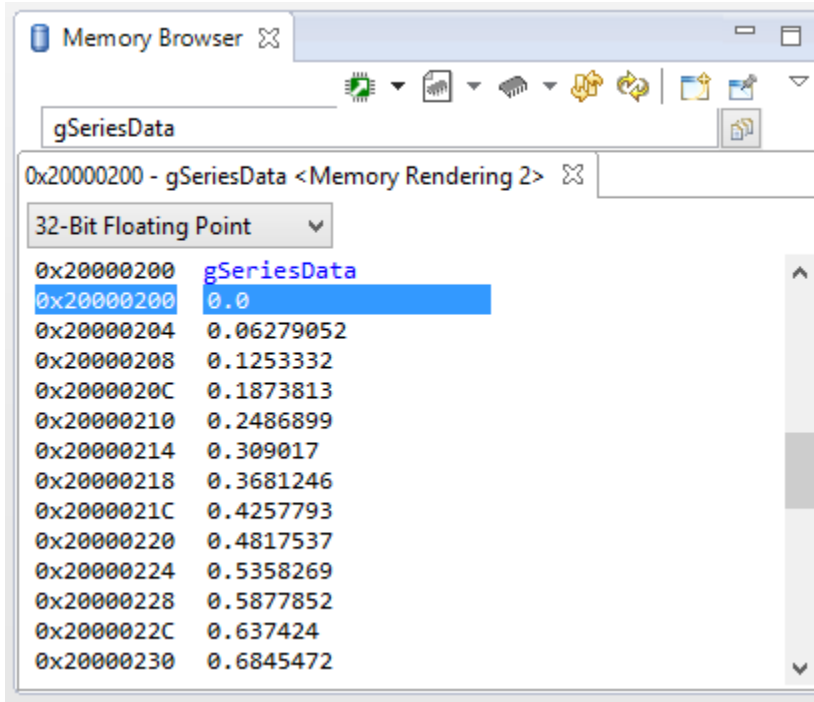 Memory Browser
gSeriesData
0x20000200 - gSeriesData <Memory Rendering 2>
32-Bit Floating Point
0x20000200 gSeriesData
0x20000200 0.0
0x20000204 0.06279052
0x20000208 0.1253332
0x2000020C 0.1873813
0x20000210 0.2486899
0x20000214 0.309017
0x20000218 0.3681246
0x2000021C 0.4257793
0x20000220 0.4817537
0x20000224 0.5358269
0x20000228 0.5877852
0x2000022C 0.637424
0x20000230 0.6845472